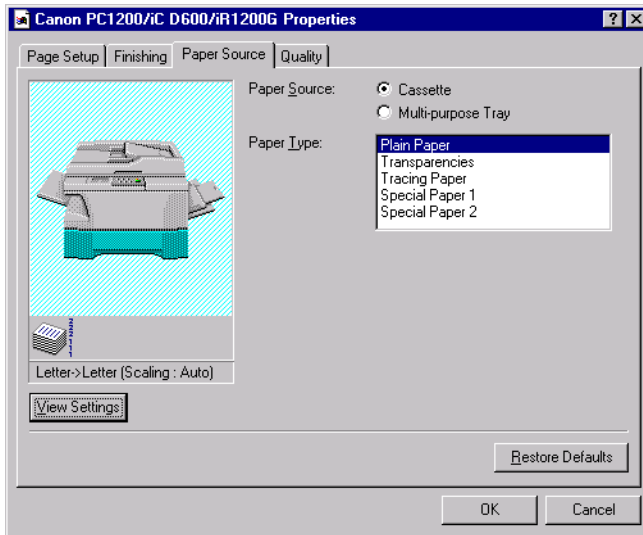 Canon PC1200/iC D600/iR1200G Properties
Page Setup
Finishing
Paper Source
Quality
Paper Source:
Cassette
Multi-purpose Tray
Paper Type:
Plain Paper
Transparencies
Tracing Paper
Special Paper 1
Special Paper 2
Letter->Letter (Scaling : Auto)
View Settings
Restore Defaults
OK
Cancel